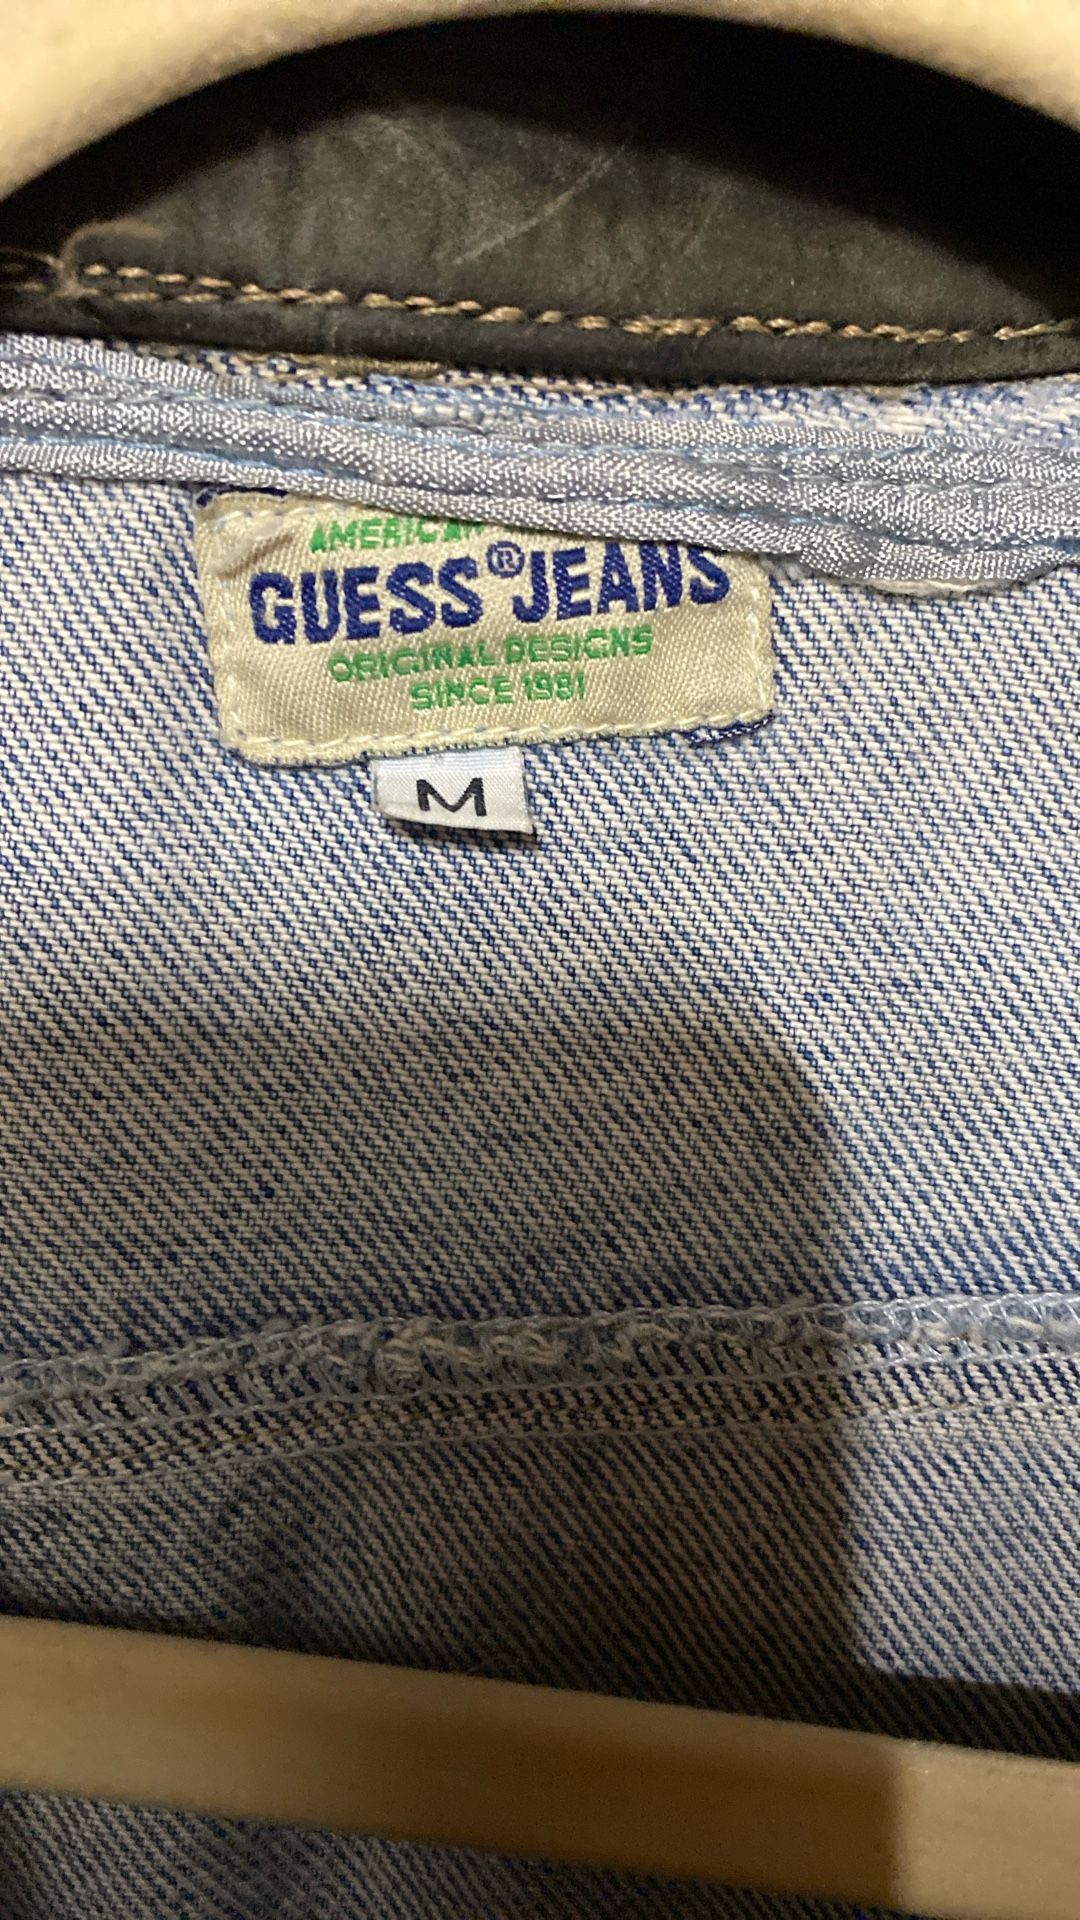 AMERICAN
GUESS® JEANS
ORIGINAL DESIGNS
SINCE 1981
M